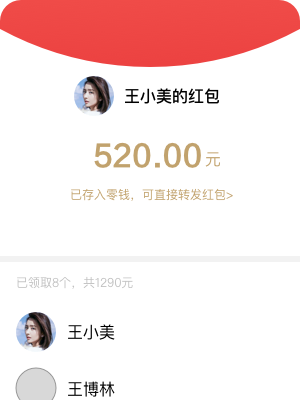 王小美的红包
520.00元
已存入零钱，可直接转发红包>
已领取8个，共1290元
王小美
王博林